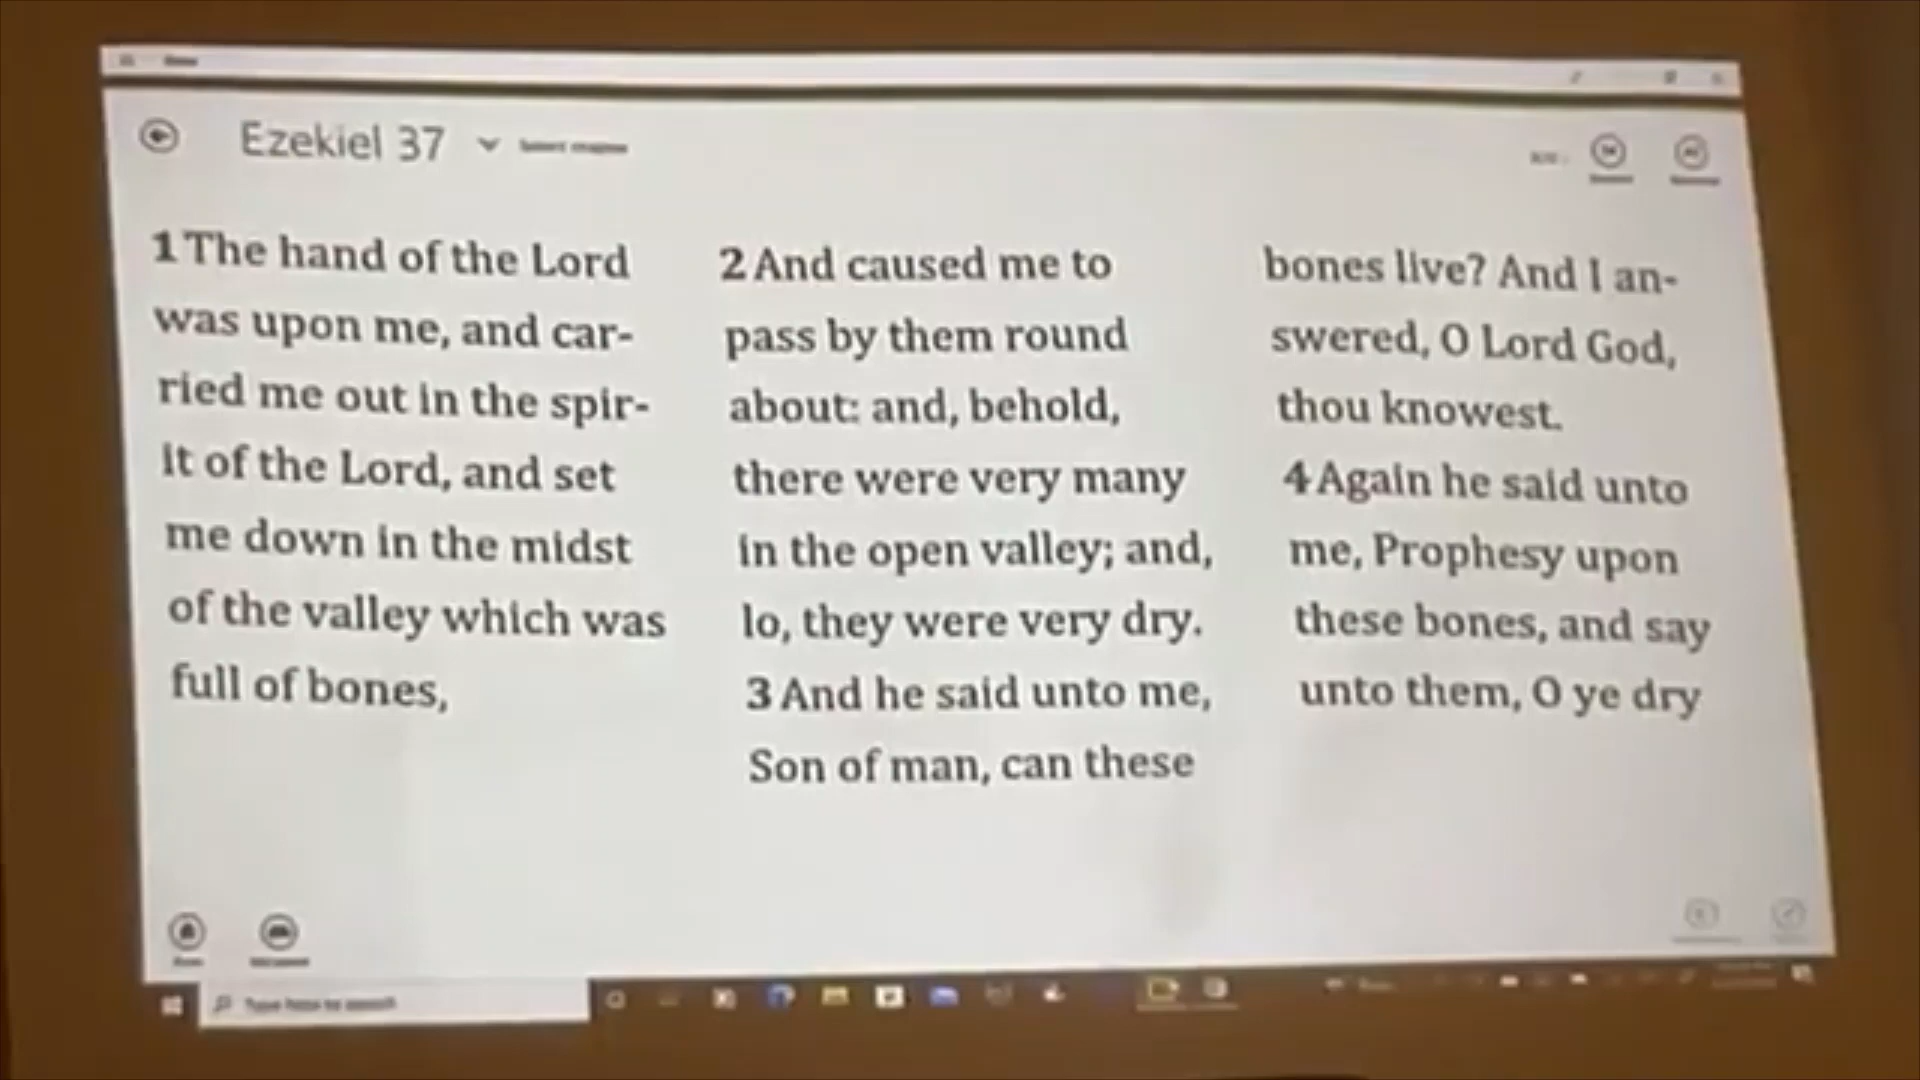 Ezekiel 37
1 The hand of the Lord
was upon me, and car-
ried me out in the spir-
it of the Lord, and set
me down in the midst
of the valley which was
full of bones,
2 And caused me to
pass by them round
about: and, behold,
there were very many
in the open valley; and,
lo, they were very dry.
3 And he said unto me,
Son of man, can these
bones live? And I an-
swered, O Lord God,
thou knowest.
4 Again he said unto
me, Prophesy upon
these bones, and say
unto them, O ye dry
Type here to search